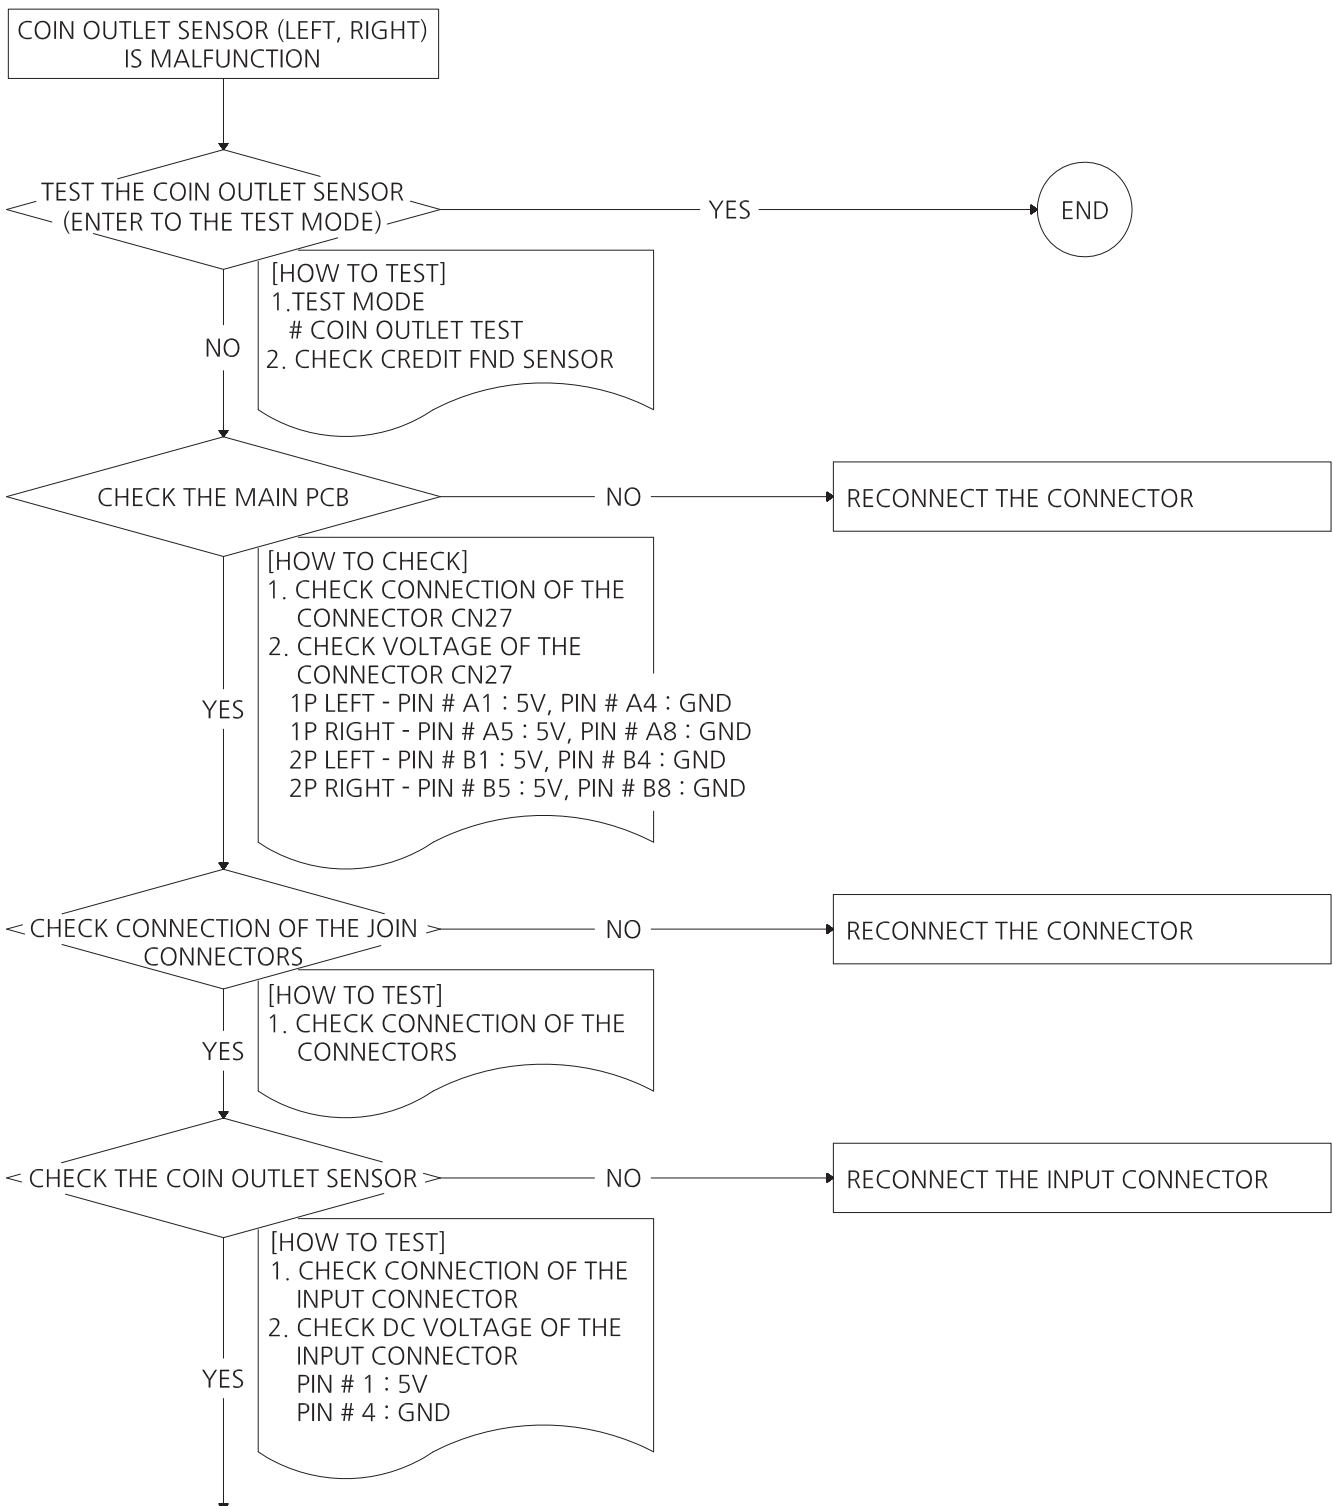 COIN OUTLET SENSOR (LEFT, RIGHT)
IS MALFUNCTION
TEST THE COIN OUTLET SENSOR
(ENTER TO THE TEST MODE)
YES
END
[HOW TO TEST]
1.TEST MODE
# COIN OUTLET TEST
2. CHECK CREDIT FND SENSOR
NO
CHECK THE MAIN PCB
NO
RECONNECT THE CONNECTOR
[HOW TO CHECK]
1. CHECK CONNECTION OF THE
CONNECTOR CN27
2. CHECK VOLTAGE OF THE
CONNECTOR CN27
1P LEFT - PIN # A1 : 5V, PIN # A4 : GND
1P RIGHT - PIN # A5 : 5V, PIN # A8 : GND
2P LEFT - PIN # B1 : 5V, PIN # B4 : GND
2P RIGHT - PIN # B5 : 5V, PIN # B8 : GND
YES
CHECK CONNECTION OF THE JOIN
CONNECTORS
NO
RECONNECT THE CONNECTOR
[HOW TO TEST]
1. CHECK CONNECTION OF THE
CONNECTORS
YES
CHECK THE COIN OUTLET SENSOR
NO
RECONNECT THE INPUT CONNECTOR
[HOW TO TEST]
1. CHECK CONNECTION OF THE
INPUT CONNECTOR
2. CHECK DC VOLTAGE OF THE
INPUT CONNECTOR
PIN # 1 : 5V
PIN # 4 : GND
YES